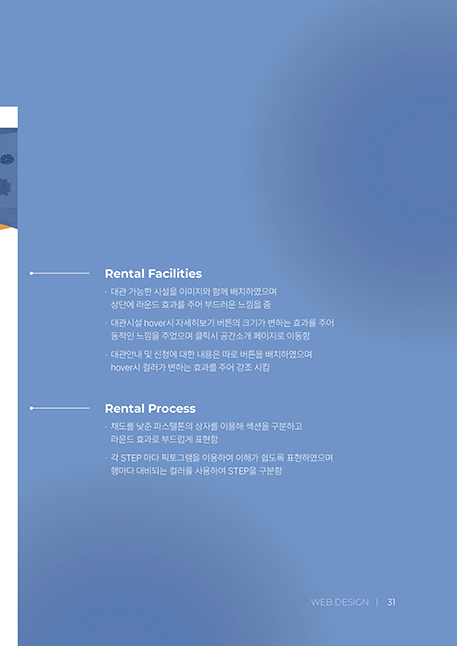 Rental Facilities
· 대관 가능한 시설을 이미지와 함께 배치하였으며
상단에 라운드 효과를 주어 부드러운 느낌을 줌
· 대관시설 hover시 자세히보기 버튼의 크기가 변하는 효과를 주어
동적인 느낌을 주었으며 클릭시 공간소개 페이지로 이동함
· 대관안내 및 신청에 대한 내용은 따로 버튼을 배치하였으며
hover시 컬러가 변하는 효과를 주어 강조 시킴
Rental Process
· 채도를 낮춘 파스텔톤의 상자를 이용해 섹션을 구분하고
라운드 효과로 부드럽게 표현함
· 각 STEP 마다 픽토그램을 이용하여 이해가 쉽도록 표현하였으며
행마다 대비되는 컬러를 사용하여 STEP을 구분함
WEB DESIGN | 31